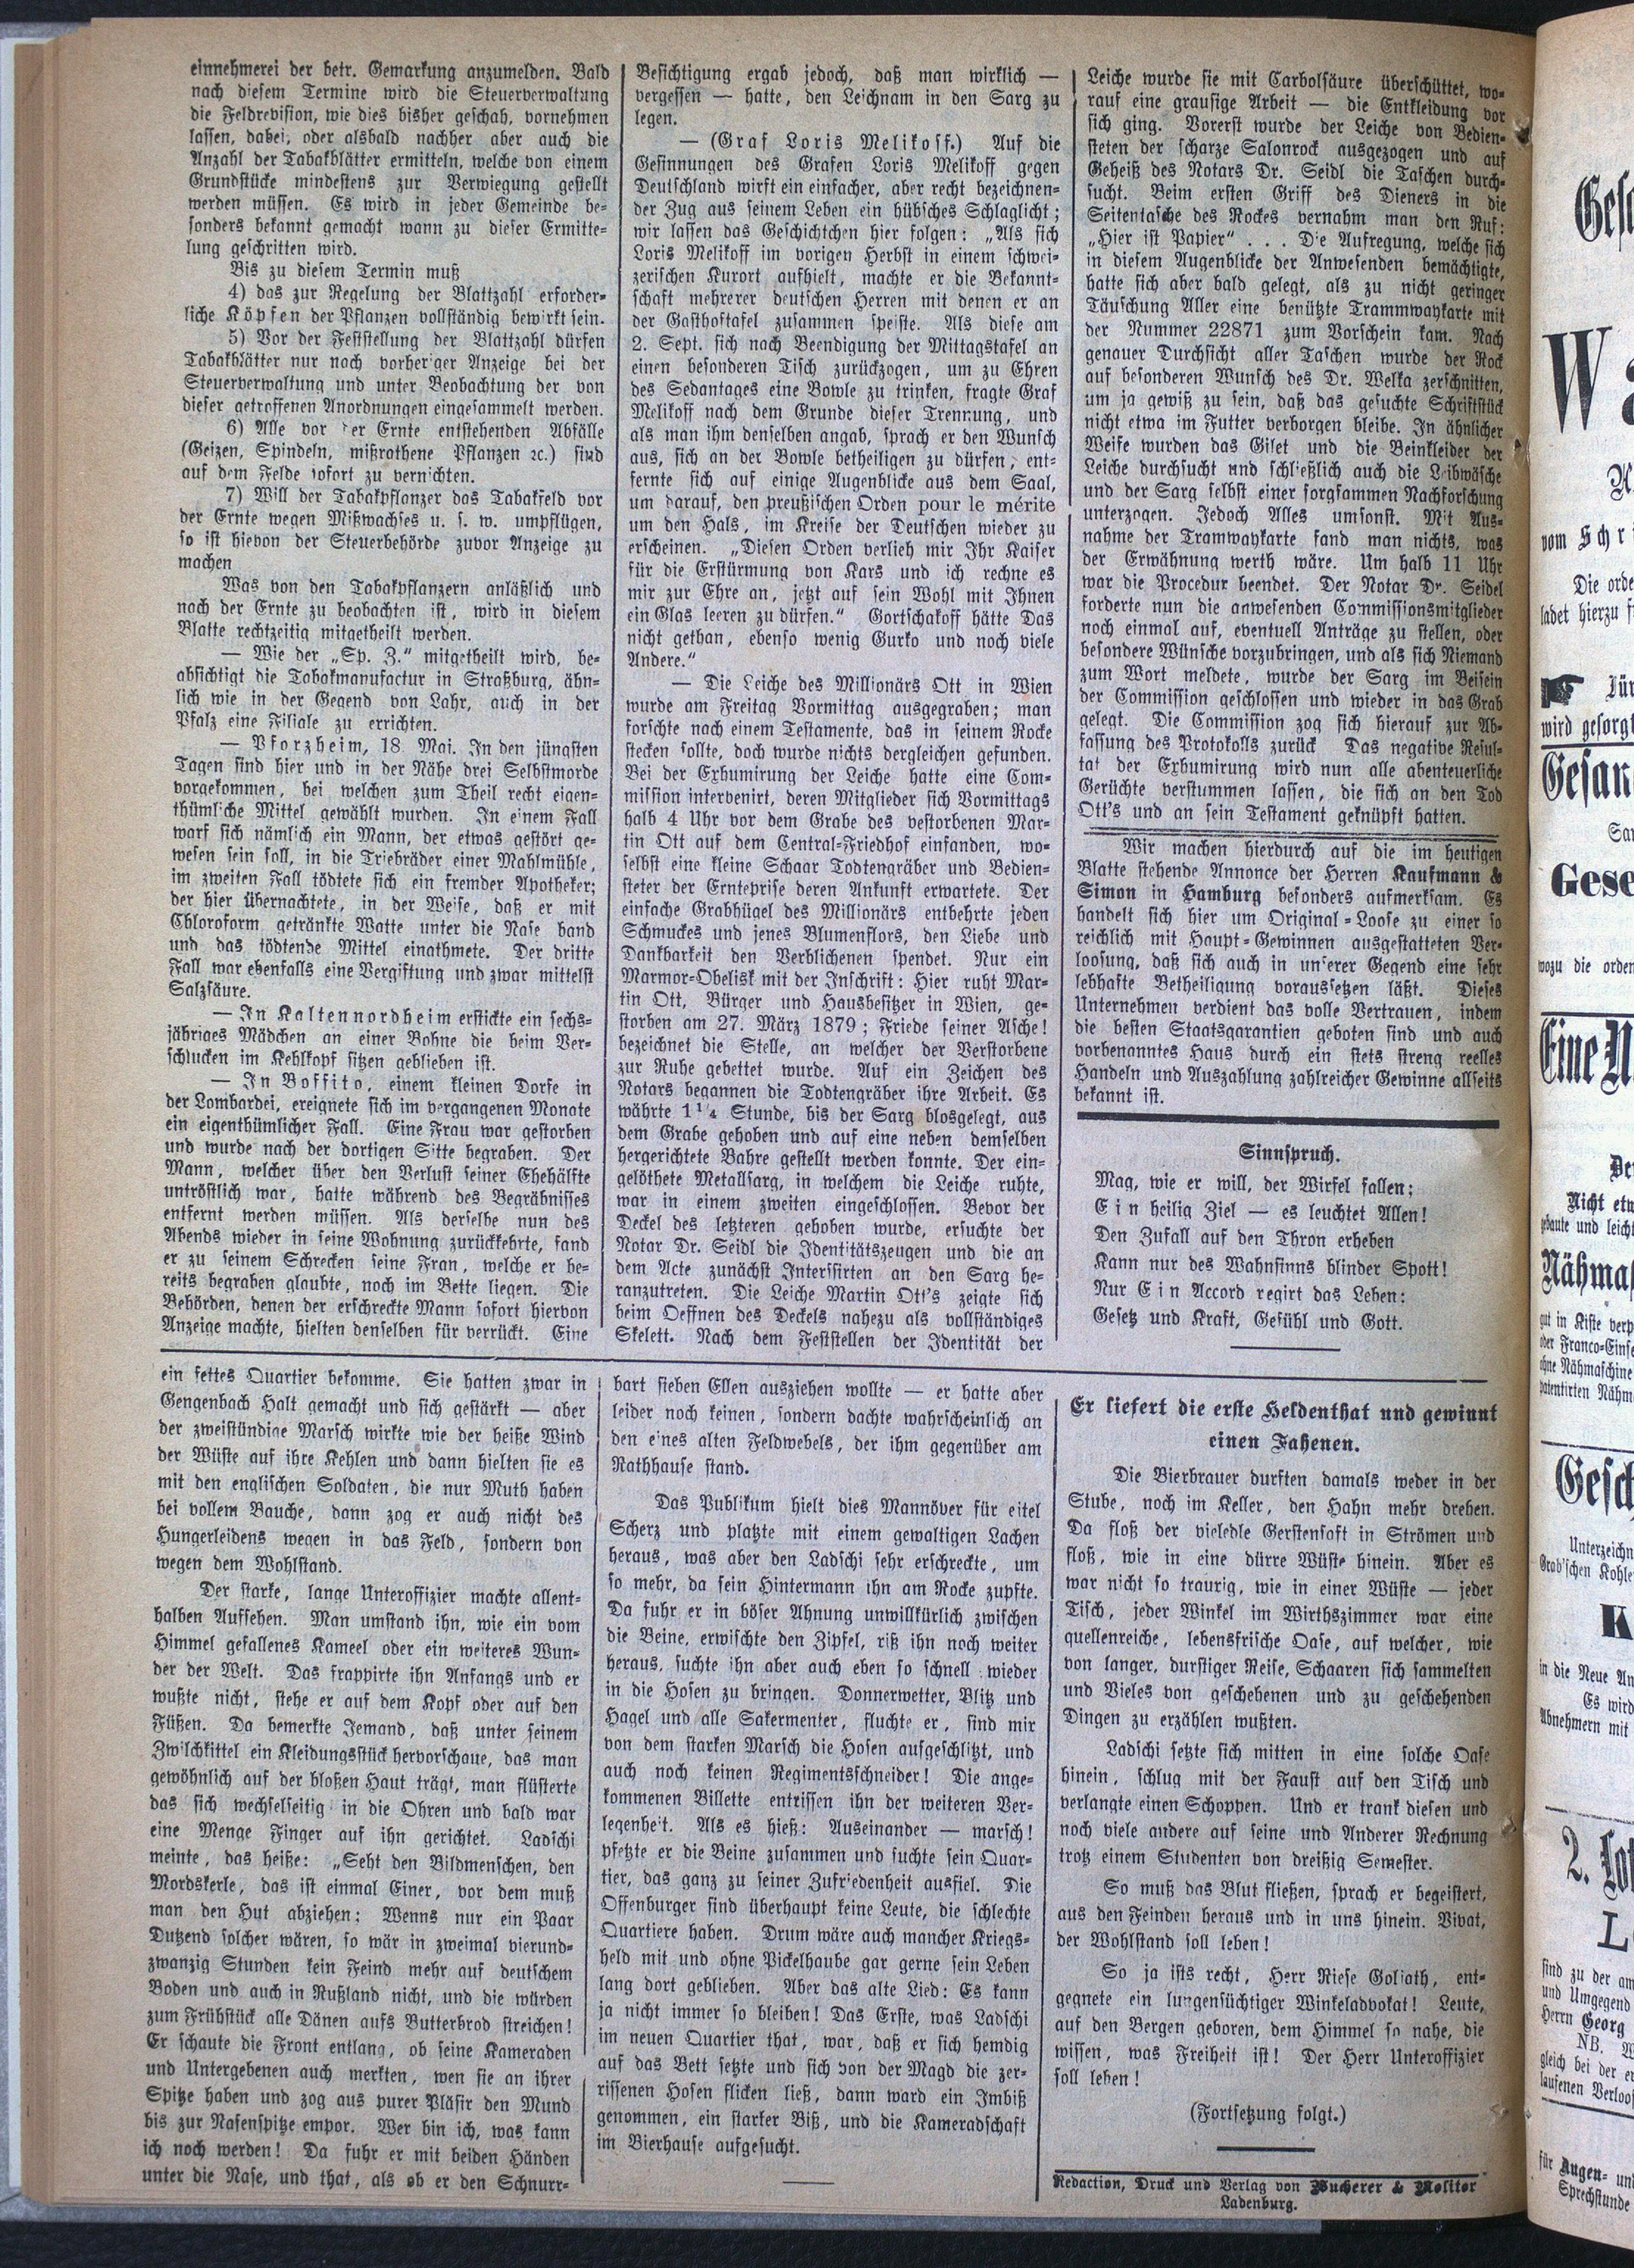 einnehmerei der betr. Gemarkung anzumelden. Bald
nach diesem Termine wird die Steuerverwaltung
die Feldrevision, wie dies bisher geschah, vornehmen
lassen, dabei, oder alsbald nachher aber auch die
Anzahl der Tabakblätter ermitteln, welche von einem
Grundstücke mindestens zur Verwiegung gestellt
werden müssen. Es wird in jeder Gemeinde be-
sonders bekannt gemacht wann zu dieser Ermitte-
lung geschritten wird.
Bis zu diesem Termin muß
4) das zur Regelung der Blattzahl erforder-
liche Köpfen der Pflanzen vollständig bewirkt sein.
5) Vor der Feststellung der Blattzahl dürfen
Tabakblätter nur nach vorher'ger Anzeige bei der
Steuerverwaltung und unter Beobachtung der von
dieser getroffenen Anordnungen eingesammelt werden.
6) Alle vor der Ernte entstehenden Abfälle
(Geizen, Spindeln, mißrathene Pflanzen ꝛc.) sind
auf dem Felde sofort zu vernichten.
7) Will der Tabakpflanzer das Tabakfeld vor
der Ernte wegen Mißwachses u. s. w. umpflügen,
so ist hievon der Steuerbehörde zuvor Anzeige zu
machen
Was von den Tabakpflanzern anläßlich und
nach der Ernte zu beobachten ist, wird in diesem
Blatte rechtzeitig mitgetheilt werden.
— Wie der „Sp. Z.“ mitgetheilt wird, be-
absichtigt die Tabakmanufactur in Straßburg, ähn-
lich wie in der Gegend von Lahr, auch in der
Pfalz eine Filiale zu errichten.
— Pforzheim, 18. Mai. In den jüngsten
Tagen sind hier und in der Nähe drei Selbstmorde
vorgekommen, bei welchen zum Theil recht eigen-
thümliche Mittel gewählt wurden. In einem Fall
warf sich nämlich ein Mann, der etwas gestört ge-
wesen sein soll, in die Triebräder einer Mahlmühle,
im zweiten Fall tödtete sich ein fremder Apotheker;
der hier übernachtete, in der Weise, daß er mit
Chloroform getränkte Watte unter die Nase band
und das tödtende Mittel einathmete. Der dritte
Fall war ebenfalls eine Vergiftung und zwar mittelst
Salzsäure.
— In Kaltennordheim erstickte ein sechs-
jähriges Mädchen an einer Bohne die beim Ver-
schlucken im Kehlkopf sitzen geblieben ist.
— In Boffito, einem kleinen Dorfe in
der Lombardei, ereignete sich im vergangenen Monate
ein eigenthümlicher Fall. Eine Frau war gestorben
und wurde nach der dortigen Sitte begraben. Der
Mann, welcher über den Verlust seiner Ehehälfte
untröstlich war, hatte während des Begräbnisses
entfernt werden müssen. Als derselbe nun des
Abends wieder in seine Wohnung zurückkehrte, fand
er zu seinem Schrecken seine Fran, welche er be-
reits begraben glaubte, noch im Bette liegen. Die
Behörden, denen der erschreckte Mann sofort hiervon
Anzeige machte, hielten denselben für verrückt. Eine
Besichtigung ergab jedoch, daß man wirklich —
vergessen — hatte, den Leichnam in den Sarg zu
legen.
— (Graf Loris Melikoff.) Auf die
Gesinnungen des Grafen Loris Melikoff gegen
Deutschland wirft ein einfacher, aber recht bezeichnen-
der Zug aus seinem Leben ein hübsches Schlaglicht;
wir lassen das Geschichtchen hier folgen: „Als sich
Loris Melikoff im vorigen Herbst in einem schwei-
zerischen Kurort aufhielt, machte er die Bekannt-
schaft mehrerer deutschen Herren mit denen er an
der Gasthoftafel zusammen speiste. Als diese am
2. Sept. sich nach Beendigung der Mittagstafel an
einen besonderen Tisch zurückzogen, um zu Ehren
des Sedantages eine Bowle zu trinken, fragte Graf
Melikoff nach dem Grunde dieser Trennung, und
als man ihm denselben angab, sprach er den Wunsch
aus, sich an der Bowle betheiligen zu dürfen, ent-
fernte sich auf einige Augenblicke aus dem Saal,
um darauf, den preußischen Orden pour le mérite
um den Hals, im Kreise der Deutschen wieder zu
erscheinen. „Diesen Orden verlieh mir Ihr Kaiser
für die Erstürmung von Kars und ich rechne es
mir zur Ehre an, jetzt auf sein Wohl mit Ihnen
ein Glas leeren zu dürfen.“ Gortschakoff hätte Das
nicht gethan, ebenso wenig Gurko und noch viele
Andere.“
— Die Leiche des Millionärs Ott in Wien
wurde am Freitag Vormittag ausgegraben; man
forschte nach einem Testamente, das in seinem Rocke
stecken sollte, doch wurde nichts dergleichen gefunden.
Bei der Exhumirung der Leiche hatte eine Com-
mission intervenirt, deren Mitglieder sich Vormittags
halb 4 Uhr vor dem Grabe des vestorbenen Mar-
tin Ott auf dem Central-Friedhof einfanden, wo-
selbst eine kleine Schaar Todtengräber und Bedien-
steter der Ernteprise deren Ankunft erwartete. Der
einfache Grabhügel des Millionärs entbehrte jeden
Schmuckes und jenes Blumenflors, den Liebe und
Dankbarkeit den Verblichenen spendet. Nur ein
Marmor-Obelisk mit der Inschrift: Hier ruht Mar-
tin Ott, Bürger und Hausbesitzer in Wien, ge-
storben am 27. März 1879; Friede seiner Asche!
bezeichnet die Stelle, an welcher der Verstorbene
zur Ruhe gebettet wurde. Auf ein Zeichen des
Notars begannen die Todtengräber ihre Arbeit. Es
währte 1¼ Stunde, bis der Sarg blosgelegt, aus
dem Grabe gehoben und auf eine neben demselben
hergerichtete Bahre gestellt werden konnte. Der ein-
gelöthete Metallsarg, in welchem die Leiche ruhte,
war in einem zweiten eingeschlossen. Bevor der
Deckel des letzteren gehoben wurde, ersuchte der
Notar Dr. Seidl die Identitätszeugen und die an
dem Acte zunächst Interssirten an den Sarg he-
ranzutreten. Die Leiche Martin Ott's zeigte sich
beim Oeffnen des Deckels nahezu als vollständiges
Skelett. Nach dem Feststellen der Identität der
Leiche wurde sie mit Carbolsäure überschüttet, wo-
rauf eine grausige Arbeit — die Entkleidung vor
sich ging. Vorerst wurde der Leiche von Bedien-
steten der scharze Salonrock ausgezogen und auf
Geheiß des Notars Dr. Seidl die Taschen durch-
sucht. Beim ersten Griff des Dieners in die
Seitentasche des Rockes vernahm man den Ruf:
„Hier ist Papier“ . . . Die Aufregung, welche sich
in diesem Augenblicke der Anwesenden bemächtigte,
hatte sich aber bald gelegt, als zu nicht geringer
Täuschung Aller eine benützte Trammwaykarte mit
der Nummer 22871 zum Vorschein kam. Nach
genauer Durchsicht aller Taschen wurde der Rock
auf besonderen Wunsch des Dr. Welka zerschnitten,
um ja gewiß zu sein, daß das gesuchte Schriftstück
nicht etwa im Futter verborgen bleibe. In ähnlicher
Weise wurden das Gilet und die Beinkleider der
Leiche durchsucht und schließlich auch die Leibwäsche
und der Sarg selbst einer sorgsammen Nachforschung
unterzogen. Jedoch Alles umsonst. Mit Aus-
nahme der Tramwaykarte fand man nichts, was
der Erwähnung werth wäre. Um halb 11 Uhr
war die Procedur beendet. Der Notar Dr. Seidel
forderte nun die anwesenden Commissionsmitglieder
noch einmal auf, eventuell Anträge zu stellen, oder
besondere Wünsche vorzubringen, und als sich Niemand
zum Wort meldete, wurde der Sarg im Beisein
der Commission geschlossen und wieder in das Grab
gelegt. Die Commission zog sich hierauf zur Ab-
fassung des Protokolls zurück Das negative Resul-
tat der Exhumirung wird nun alle abenteuerliche
Gerüchte verstummen lassen, die sich an den Tod
Ott's und an sein Testament geknüpft hatten.
Wir machen hierdurch auf die im heutigen
Blatte stehende Annonce der Herren Kaufmann &
Simon in Hamburg besonders aufmerksam. Es
handelt sich hier um Original-Loose zu einer so
reichlich mit Haupt-Gewinnen ausgestatteten Ver-
loosung, daß sich auch in unserer Gegend eine sehr
lebhafte Betheiligung voraussetzen läßt. Dieses
Unternehmen verdient das volle Vertrauen, indem
die besten Staatsgarantien geboten sind und auch
vorbenanntes Haus durch ein stets streng reelles
Handeln und Auszahlung zahlreicher Gewinne allseits
bekannt ist.
Sinnspruch.
Mag, wie er will, der Wirfel fallen;
Ein heilig Ziel — es leuchtet Allen!
Den Zufall auf den Thron erheben
Kann nur des Wahnsinns blinder Spott!
Nur Ein Accord regirt das Leben:
Gesetz und Kraft, Gefühl und Gott.
ein fettes Quartier bekomme. Sie hatten zwar in
Gengenbach Halt gemacht und sich gestärkt — aber
der zweistündige Marsch wirkte wie der heiße Wind
der Wüste auf ihre Kehlen und dann hielten sie es
mit den englischen Soldaten, die nur Muth haben
bei vollem Bauche, dann zog er auch nicht des
Hungerleidens wegen in das Feld, sondern von
wegen dem Wohlstand.
Der starke, lange Unteroffizier machte allent-
halben Aufsehen. Man umstand ihn, wie ein vom
Himmel gefallenes Kameel oder ein weiteres Wun-
der der Welt. Das frappirte ihn Anfangs und er
wußte nicht, stehe er auf dem Kopf oder auf den
Füßen. Da bemerkte Jemand, daß unter seinem
Zwilchkittel ein Kleidungsstück hervorschaue, das man
gewöhnlich auf der bloßen Haut trägt, man flüsterte
das sich wechselseitig in die Ohren und bald war
eine Menge Finger auf ihn gerichtet. Ladschi
meinte, das heiße: „Seht den Bildmenschen, den
Mordskerle, das ist einmal Einer, vor dem muß
man den Hut abziehen: Wenns nur ein Paar
Dutzend solcher wären, so wär in zweimal vierund-
zwanzig Stunden kein Feind mehr auf deutschem
Boden und auch in Rußland nicht, und die würden
zum Frühstück alle Dänen aufs Butterbrod streichen!
Er schaute die Front entlang, ob seine Kameraden
und Untergebenen auch merkten, wen sie an ihrer
Spitze haben und zog aus purer Pläsir den Mund
bis zur Nasenspitze empor. Wer bin ich, was kann
ich noch werden! Da fuhr er mit beiden Händen
unter die Nase, und that, als ob er den Schnurr-
bart sieben Ellen ausziehen wollte — er hatte aber
leider noch keinen, sondern dachte wahrscheinlich an
den eines alten Feldwebels, der ihm gegenüber am
Rathhause stand.
Das Publikum hielt dies Mannöver für eitel
Scherz und platzte mit einem gewaltigen Lachen
heraus, was aber den Ladschi sehr erschreckte, um
so mehr, da sein Hintermann ihn am Rocke zupfte.
Da fuhr er in böser Ahnung unwillkürlich zwischen
die Beine, erwischte den Zipfel, riß ihn noch weiter
heraus, suchte ihn aber auch eben so schnell wieder
in die Hosen zu bringen. Donnerwetter, Blitz und
Hagel und alle Sakermenter, fluchte er, sind mir
von dem starken Marsch die Hosen aufgeschlitzt, und
auch noch keinen Regimentsschneider! Die ange-
kommenen Billette entrissen ihn der weiteren Ver-
legenheit. Als es hieß: Auseinander — marsch!
pfetzte er die Beine zusammen und suchte sein Quar-
tier, das ganz zu seiner Zufriedenheit ausfiel. Die
Offenburger sind überhaupt keine Leute, die schlechte
Quartiere haben. Drum wäre auch mancher Kriegs-
held mit und ohne Pickelhaube gar gerne sein Leben
lang dort geblieben. Aber das alte Lied: Es kann
ja nicht immer so bleiben! Das Erste, was Ladschi
im neuen Quartier that, war, daß er sich hemdig
auf das Bett setzte und sich von der Magd die zer-
rissenen Hosen flicken ließ, dann ward ein Imbiß
genommen, ein starker Biß, und die Kameradschaft
im Bierhause aufgesucht.
Er liefert die erste Heldenthat und gewinnt
einen Fahenen.
Die Bierbrauer durften damals weder in der
Stube, noch im Keller, den Hahn mehr drehen.
Da floß der vieledle Gerstensaft in Strömen und
floß, wie in eine dürre Wüste hinein. Aber es
war nicht so traurig, wie in einer Wüste — jeder
Tisch, jeder Winkel im Wirthszimmer war eine
quellenreiche, lebensfrische Oase, auf welcher, wie
von langer, durstiger Reise, Schaaren sich sammelten
und Vieles von geschehenen und zu geschehenden
Dingen zu erzählen wußten.
Ladschi setzte sich mitten in eine solche Oase
hinein, schlug mit der Faust auf den Tisch und
verlangte einen Schoppen. Und er trank diesen und
noch viele andere auf seine und Anderer Rechnung
trotz einem Studenten von dreißig Semester.
So muß das Blut fließen, sprach er begeistert,
aus den Feinden heraus und in uns hinein. Vivat,
der Wohlstand soll leben!
So ja ists recht, Herr Riese Goliath, ent-
gegnete ein lungensüchtiger Winkeladvokat! Leute,
auf den Bergen geboren, dem Himmel so nahe, die
wissen, was Freiheit ist! Der Herr Unteroffizier
soll leben!
(Fortsetzung folgt.)
Redaction, Druck und Verlag von Bucherer & Molitor
Ladenburg.